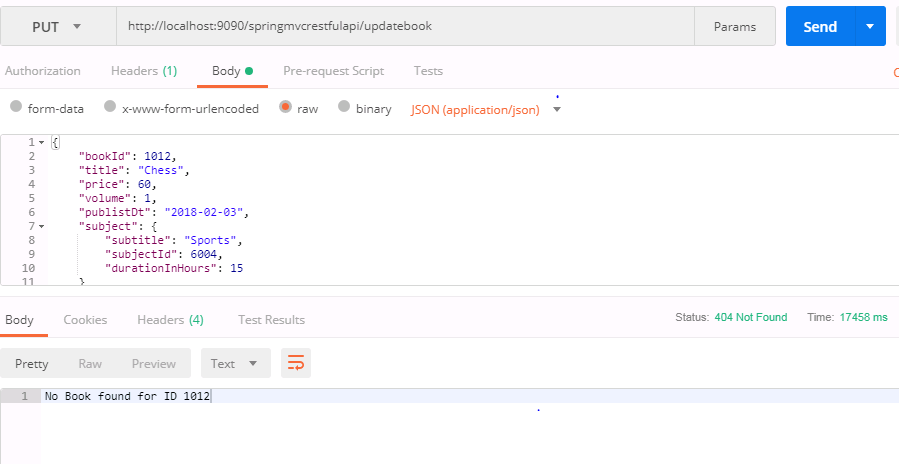 PUT http://localhost:9090/springmvcrestfulapi/updatebook Params Send
Authorization Headers (1) Body Pre-request Script Tests
form-data x-www-form-urlencoded raw binary JSON (application/json)
1 {
2 "bookId": 1012,
3 "title": "Chess",
4 "price": 60,
5 "volume": 1,
6 "publistDt": "2018-02-03",
7 "subject": {
8 "subtitle": "Sports",
9 "subjectId": 6004,
10 "durationInHours": 15
11 }
Body Cookies Headers (4) Test Results Status: 404 Not Found Time: 17458 ms
Pretty Raw Preview Text
1 No Book found for ID 1012